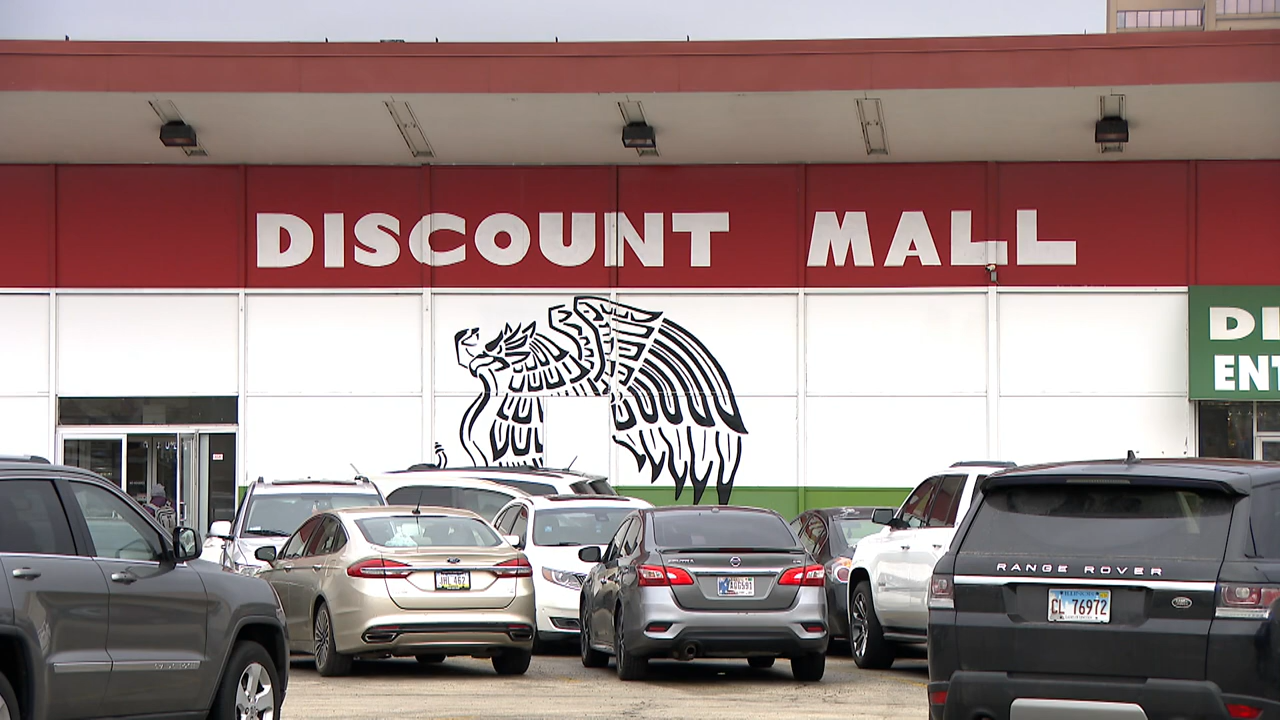 DISCOUNT MALL
DI
ENT
RANGE ROVER
CL 76972
JHL 462